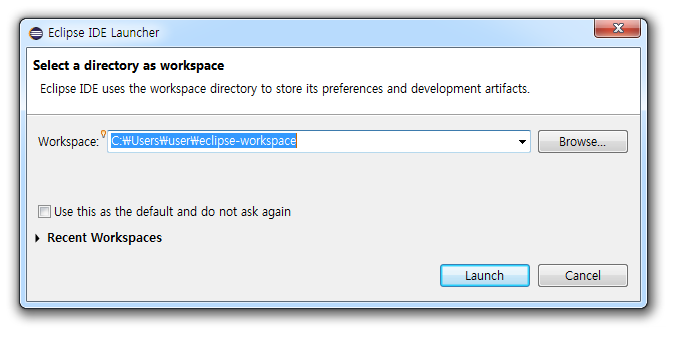 Eclipse IDE Launcher
Select a directory as workspace
Eclipse IDE uses the workspace directory to store its preferences and development artifacts.
Workspace: C:₩Users₩user₩eclipse-workspace Browse...
Use this as the default and do not ask again
Recent Workspaces
Launch Cancel